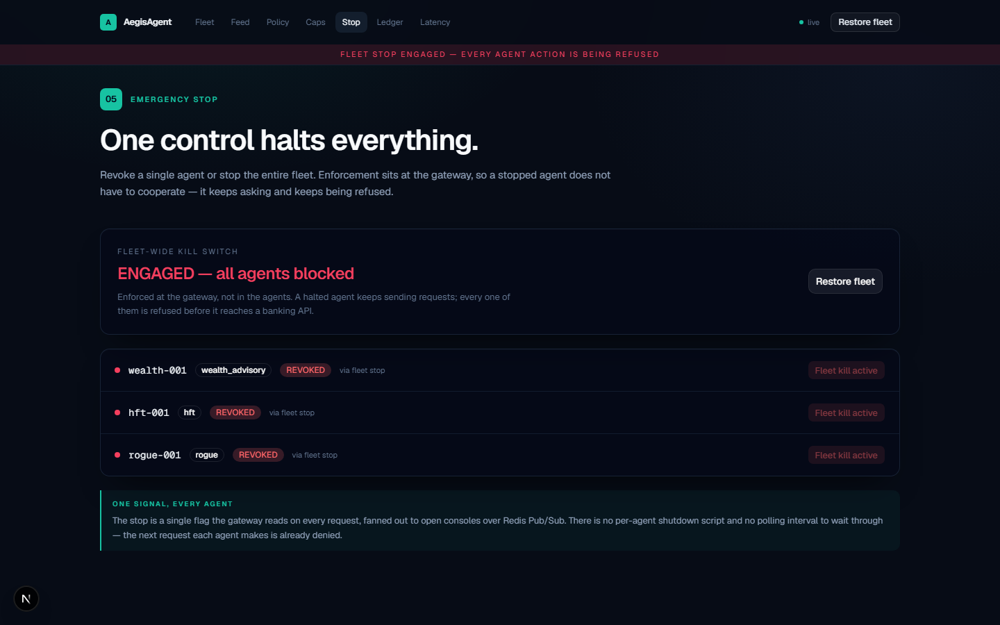 A AegisAgent Fleet Feed Policy Caps Stop Ledger Latency live Restore fleet
FLEET STOP ENGAGED — EVERY AGENT ACTION IS BEING REFUSED
05 EMERGENCY STOP
One control halts everything.
Revoke a single agent or stop the entire fleet. Enforcement sits at the gateway, so a stopped agent does not
have to cooperate — it keeps asking and keeps being refused.
FLEET-WIDE KILL SWITCH
ENGAGED — all agents blocked
Restore fleet
Enforced at the gateway, not in the agents. A halted agent keeps sending requests; every one of
them is refused before it reaches a banking API.
wealth-001 wealth_advisory REVOKED via fleet stop Fleet kill active
hft-001 hft REVOKED via fleet stop Fleet kill active
rogue-001 rogue REVOKED via fleet stop Fleet kill active
ONE SIGNAL, EVERY AGENT
The stop is a single flag the gateway reads on every request, fanned out to open consoles over Redis Pub/Sub. There is no per-agent shutdown script and no polling interval to wait through
— the next request each agent makes is already denied.
N